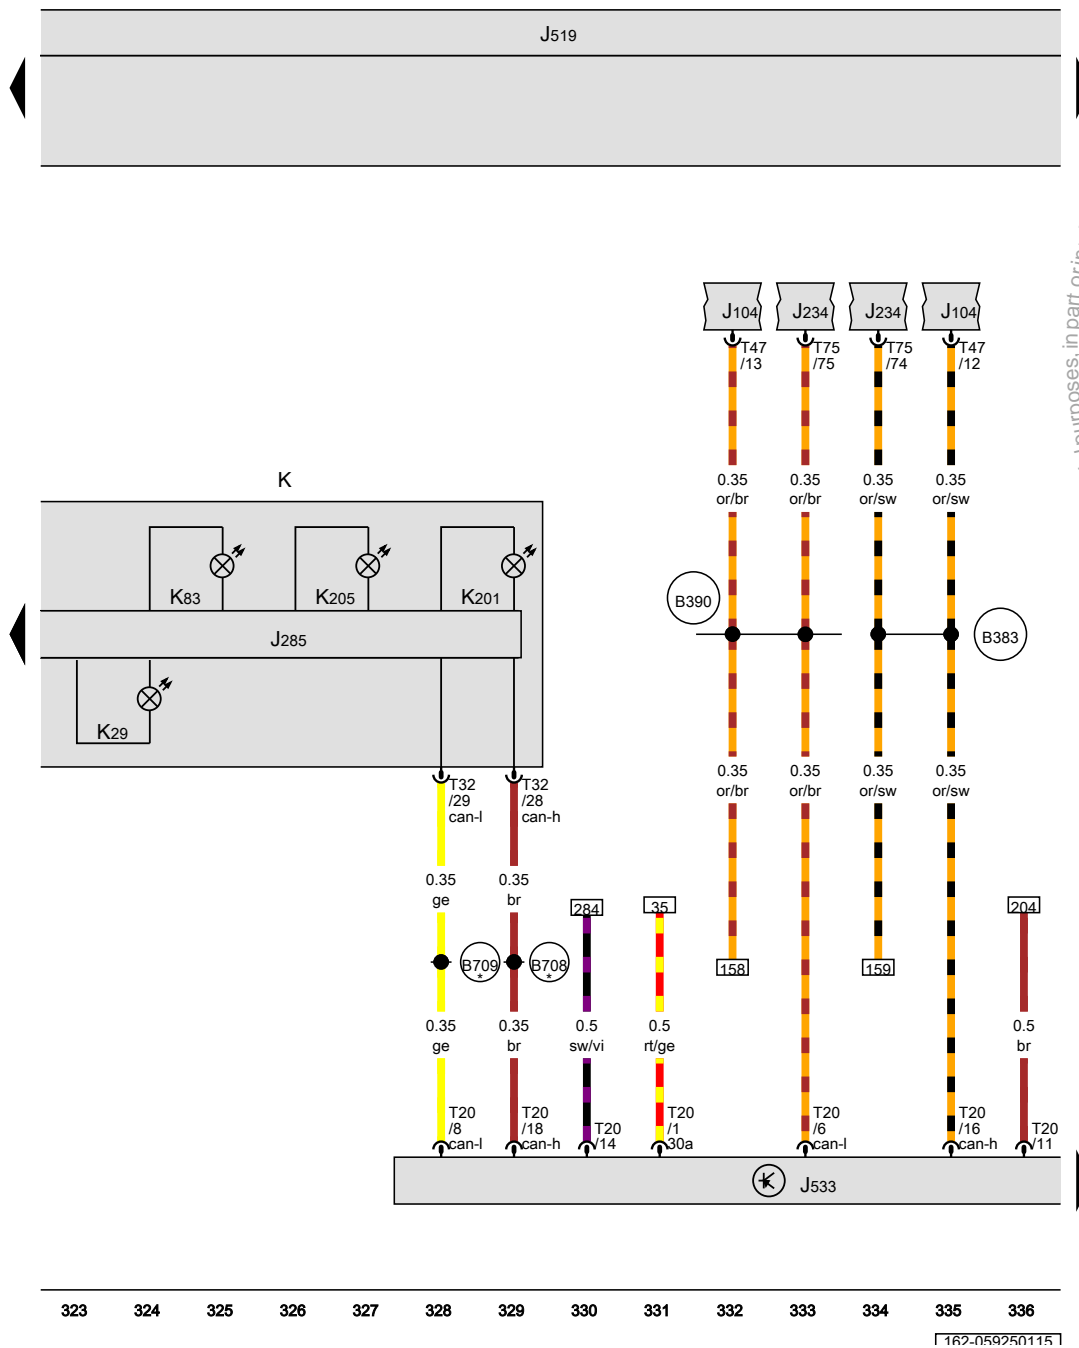 J519
J104
J234
J234
J104
T47
/13
T75
/75
T75
/74
T47
/12
K
0.35
or/br
0.35
or/br
0.35
or/sw
0.35
or/sw
K83
K205
K201
B390
J285
B383
K29
0.35
or/br
0.35
or/br
0.35
or/sw
0.35
or/sw
T32
/29
can-l
T32
/28
can-h
0.35
ge
0.35
br
284
35
204
B709
*
B708
*
158
159
0.35
ge
0.35
br
0.5
sw/vi
0.5
rt/ge
0.5
br
T20
/8
can-l
T20
/18
can-h
T20
/14
T20
/1
30a
T20
/6
can-l
T20
/16
can-h
T20
/11
J533
323 324 325 326 327 328 329 330 331 332 333 334 335 336
162-059250115
purposes, in part or in